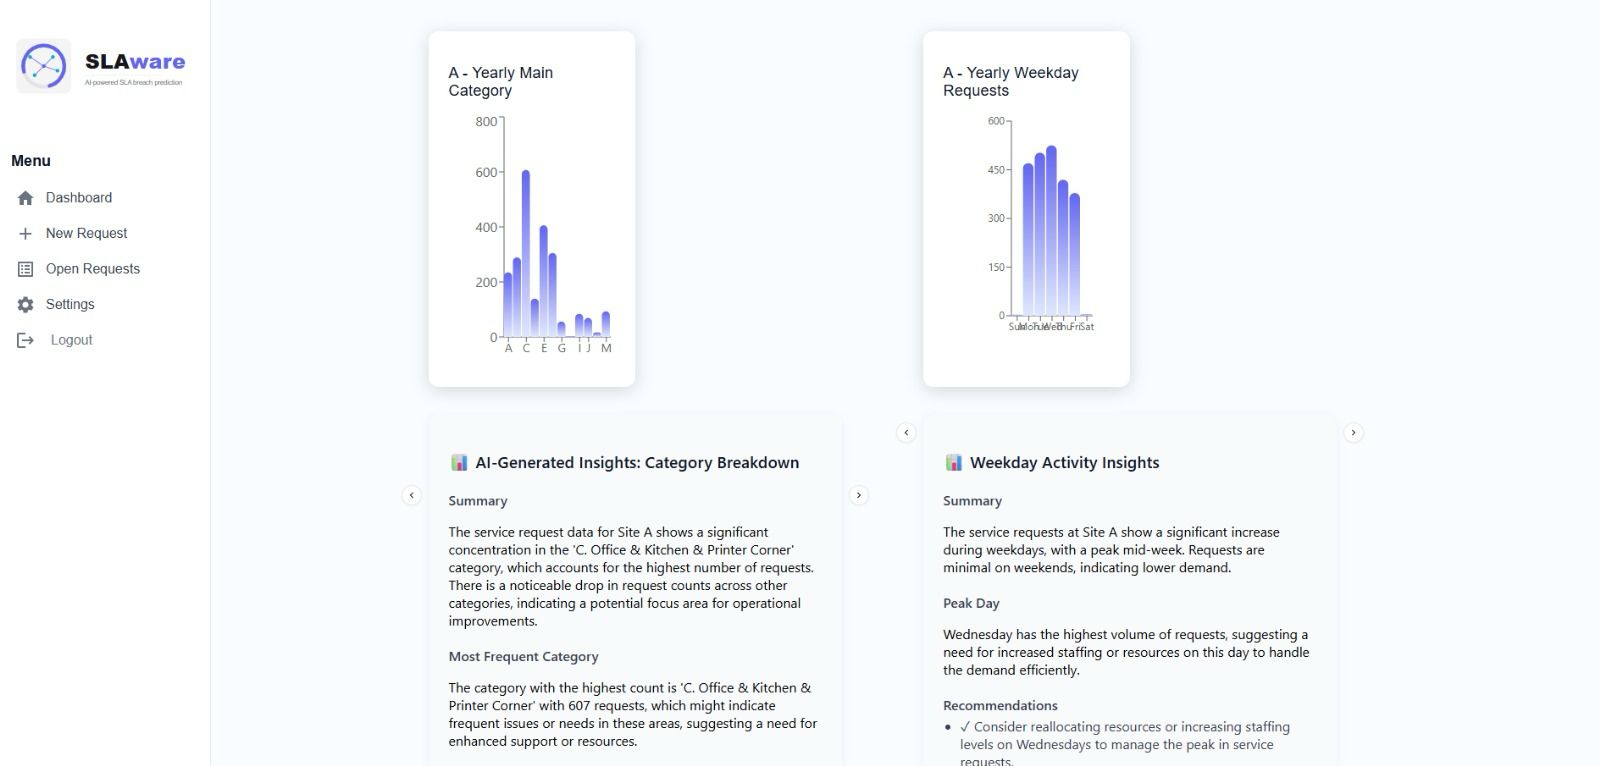 SLAware
AI-powered SLA breach prediction
Menu
Dashboard
New Request
Open Requests
Settings
Logout
A - Yearly Main
Category
800
600
400
200
0
A C E G I J M
A - Yearly Weekday
Requests
600
450
300
150
0
Sun Mon Tue Wed Thu Fri Sat
AI-Generated Insights: Category Breakdown
Summary
The service request data for Site A shows a significant
concentration in the 'C. Office & Kitchen & Printer Corner'
category, which accounts for the highest number of requests.
There is a noticeable drop in request counts across other
categories, indicating a potential focus area for operational
improvements.
Most Frequent Category
The category with the highest count is 'C. Office & Kitchen &
Printer Corner' with 607 requests, which might indicate
frequent issues or needs in these areas, suggesting a need for
enhanced support or resources.
Weekday Activity Insights
Summary
The service requests at Site A show a significant increase
during weekdays, with a peak mid-week. Requests are
minimal on weekends, indicating lower demand.
Peak Day
Wednesday has the highest volume of requests, suggesting a
need for increased staffing or resources on this day to handle
the demand efficiently.
Recommendations
• ✓ Consider reallocating resources or increasing staffing
levels on Wednesdays to manage the peak in service
requests.